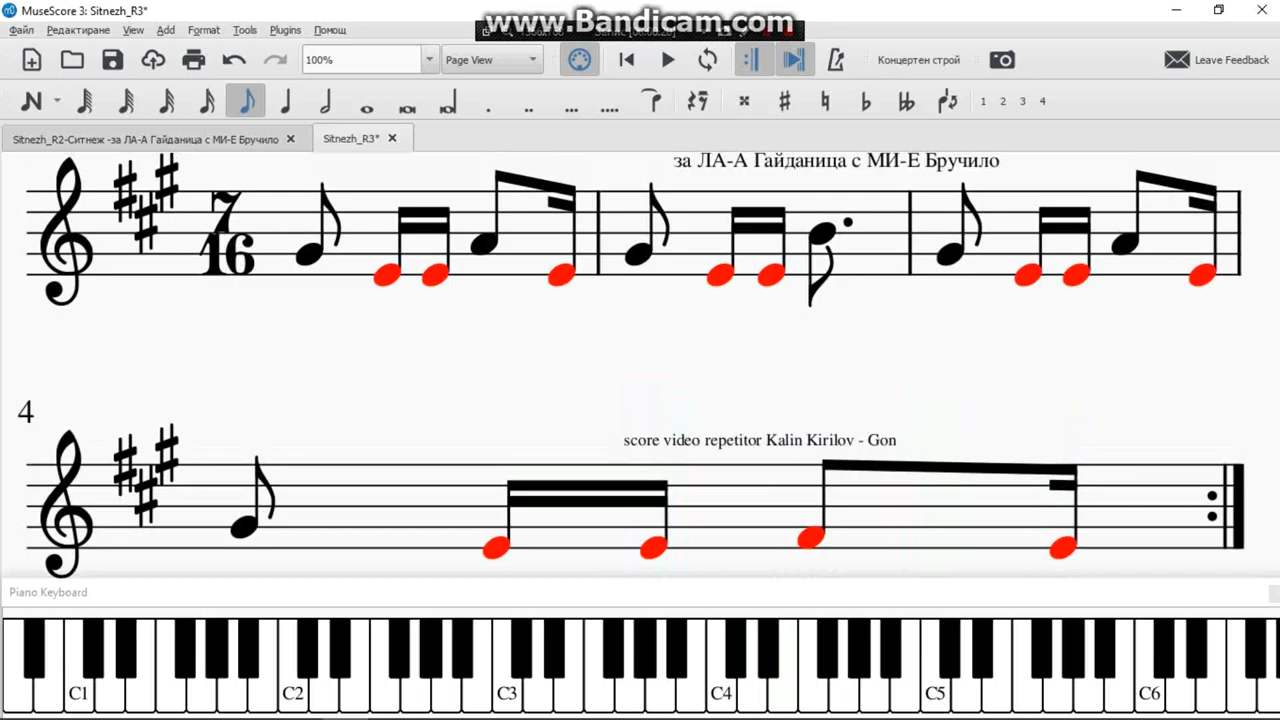 MuseScore 3: Sitnezh_R3*
www.Bandicam.com
Файл Редактиране View Add Format Tools Plugins Помощ
100% Page View Концертен строй Leave Feedback
1 2 3 4
Sitnezh_R2-Ситнеж -за ЛА-А Гайданица с МИ-Е Бручило Sitnezh_R3*
за ЛА-А Гайданица с МИ-Е Бручило
7
16
4
score video repetitor Kalin Kirilov - Gon
Piano Keyboard
C1 C2 C3 C4 C5 C6